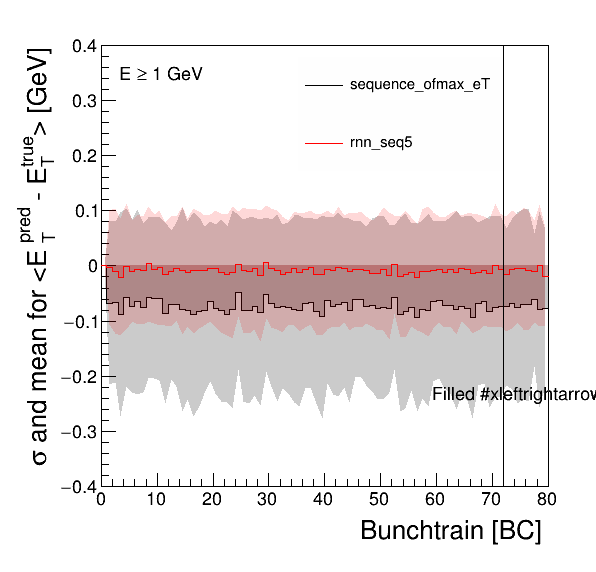 0.4
E ≥ 1 GeV
sequence_ofmax_eT
0.3
rnn_seq5
0.2
0.1
0
−0.1
−0.2
Filled #xleftrightarrow
−0.3
−0.4
0 10 20 30 40 50 60 70 80
Bunchtrain [BC]
σ and mean for <E_T^pred - E_T^true> [GeV]